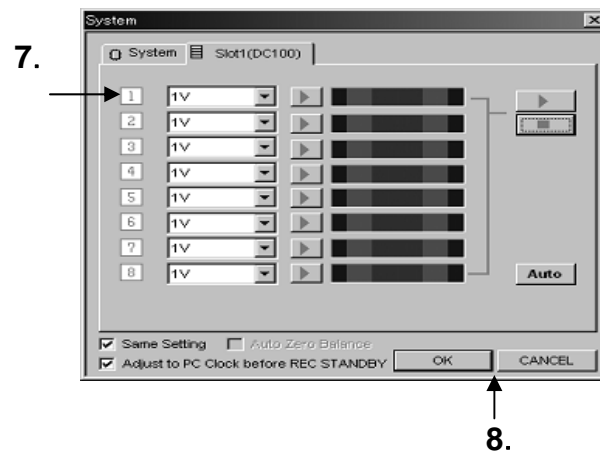 System
7.
System Slot1(DC100)
1 1V
2 1V
3 1V
4 1V
5 1V
6 1V
7 1V
8 1V Auto
Same Setting Auto Zero Balance
Adjust to PC Clock before REC STANDBY OK CANCEL
8.